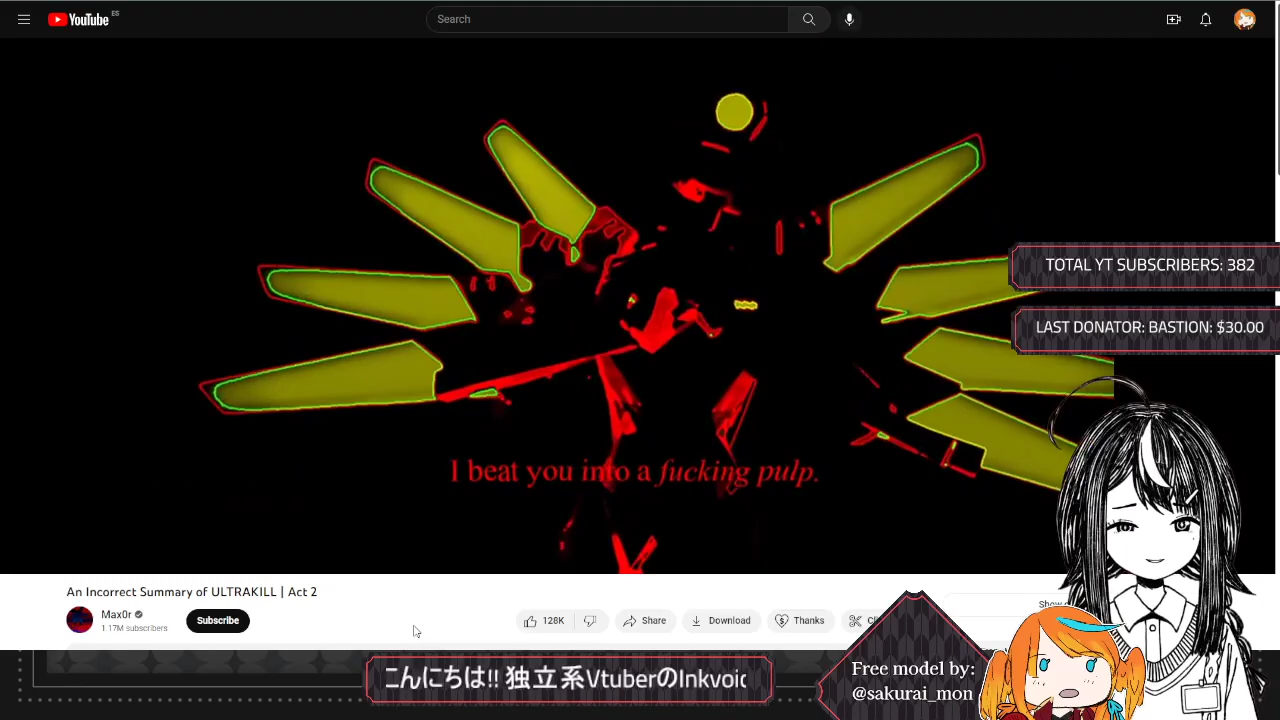 YouTube ES
Search
TOTAL YT SUBSCRIBERS: 382
LAST DONATOR: BASTION: $30.00
I beat you into a fucking pulp.
An Incorrect Summary of ULTRAKILL | Act 2
Max0r
1.17M subscribers
Subscribe
128K
Share
Download
Thanks
Show
Free model by:
@sakurai_mon
こんにちは!! 独立系VtuberのInkvoid